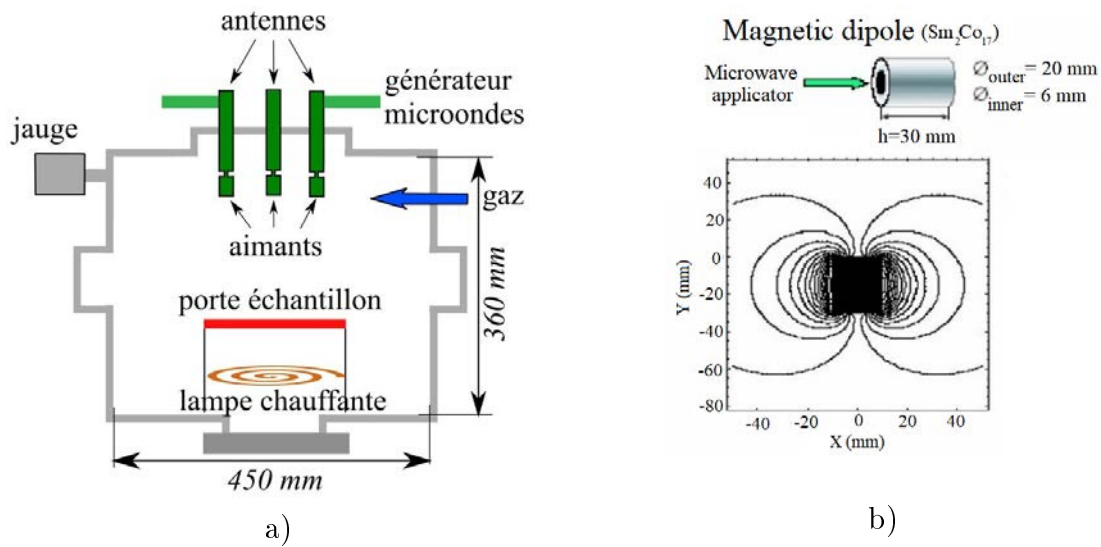 antennes
générateur
microondes
jauge
gaz
aimants
360 mm
porte échantillon
lampe chauffante
450 mm
a)
Magnetic dipole (Sm₂Co₁₇)
Microwave
applicator
Ø outer = 20 mm
Ø inner = 6 mm
h=30 mm
40
20
0
-20
-40
-60
-80
Y (mm)
-40 -20 0 20 40
X (mm)
b)